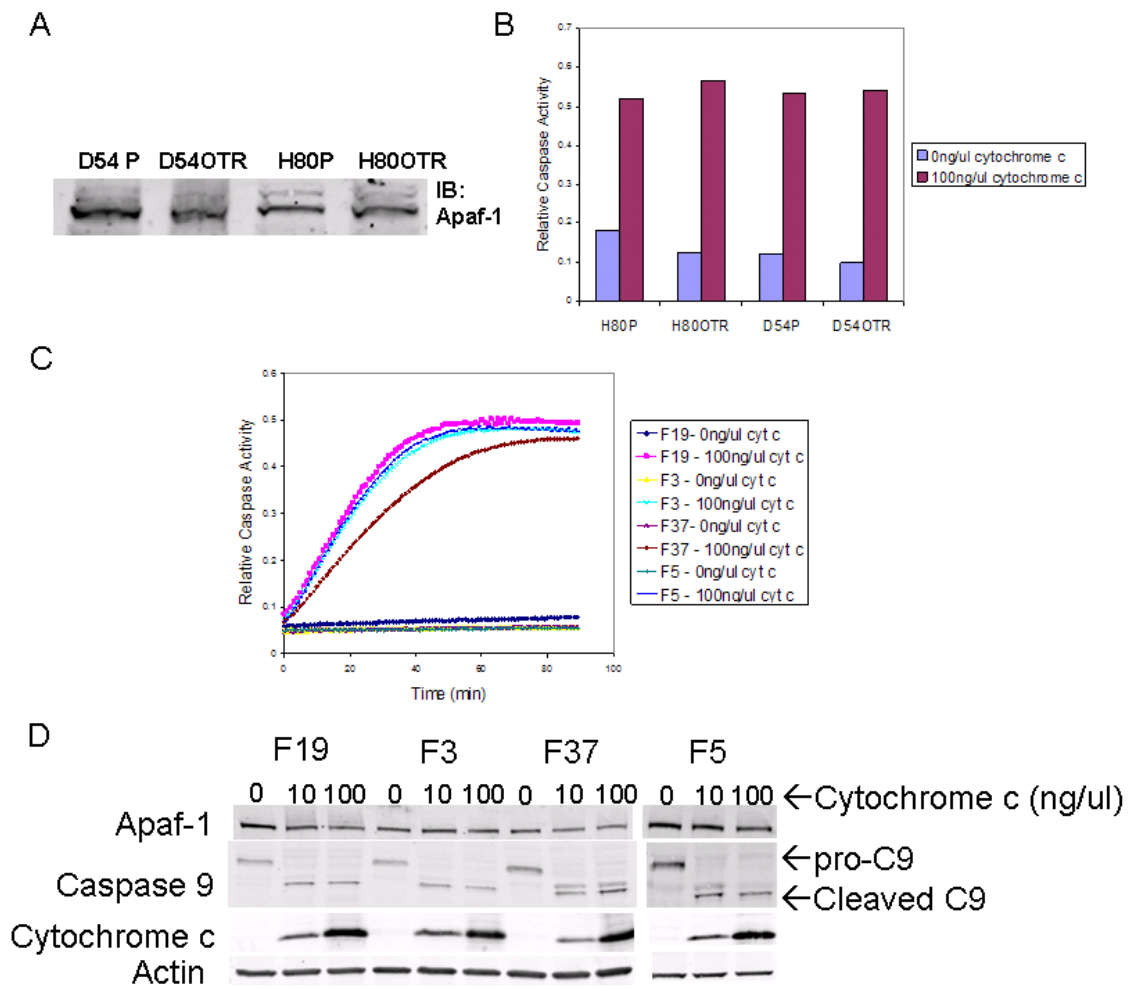 A
D54 P D54OTR H80P H80OTR
IB:
Apaf-1
B
Relative Caspase Activity
0.7
0.6
0.5
0.4
0.3
0.2
0.1
0
H80P H80OTR D54P D54OTR
0ng/ul cytochrome c
100ng/ul cytochrome c
C
Relative Caspase Activity
0.6
0.5
0.4
0.3
0.2
0.1
0
0 20 40 60 80 100
Time (min)
F19- 0ng/ul cyt c
F19 - 100ng/ul cyt c
F3 - 0ng/ul cyt c
F3 - 100ng/ul cyt c
F37- 0ng/ul cyt c
F37 - 100ng/ul cyt c
F5 - 0ng/ul cyt c
F5 - 100ng/ul cyt c
D
F19 F3 F37 F5
0 10 100 0 10 100 0 10 100 0 10 100 ←Cytochrome c (ng/ul)
Apaf-1
←pro-C9
Caspase 9
←Cleaved C9
Cytochrome c
Actin